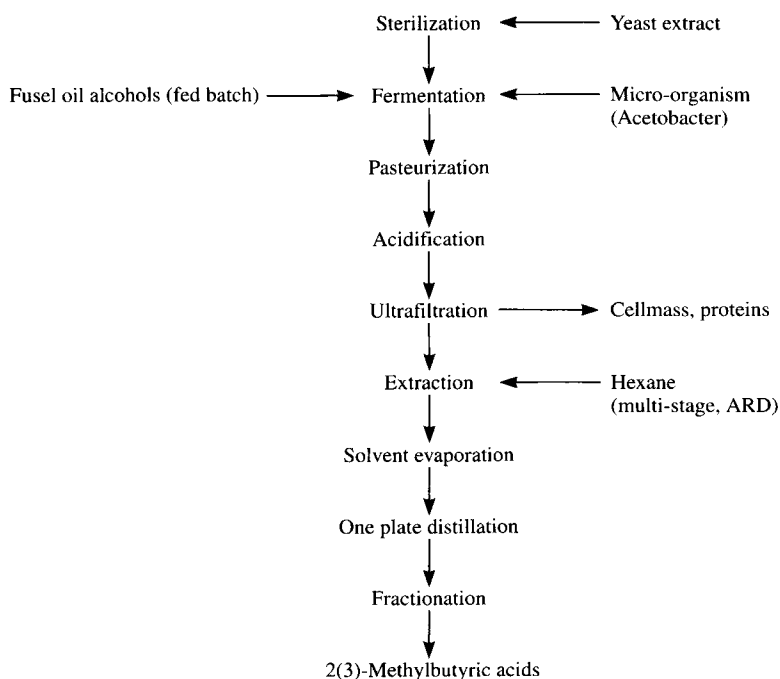 Sterilization
Yeast extract
Fusel oil alcohols (fed batch)
Fermentation
Micro-organism
(Acetobacter)
Pasteurization
Acidification
Ultrafiltration
Cellmass, proteins
Extraction
Hexane
(multi-stage, ARD)
Solvent evaporation
One plate distillation
Fractionation
2(3)-Methylbutyric acids